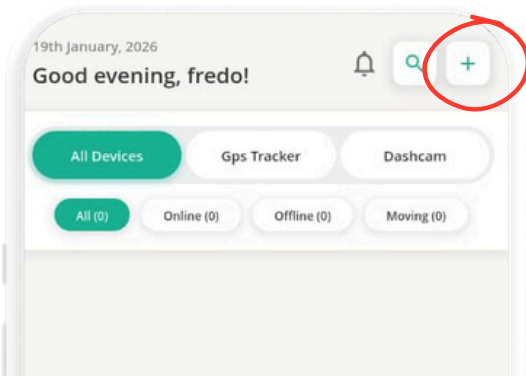 19th January, 2026
Good evening, fredo!
All Devices Gps Tracker Dashcam
All (0) Online (0) Offline (0) Moving (0)